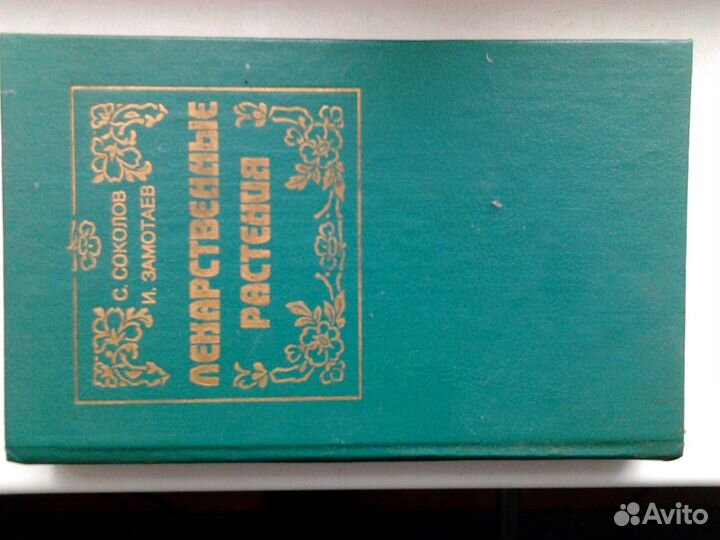 С. СОКОЛОВ
И. ЗАМОТАЕВ
ЛЕКАРСТВЕННЫЕ
РАСТЕНИЯ
Avito